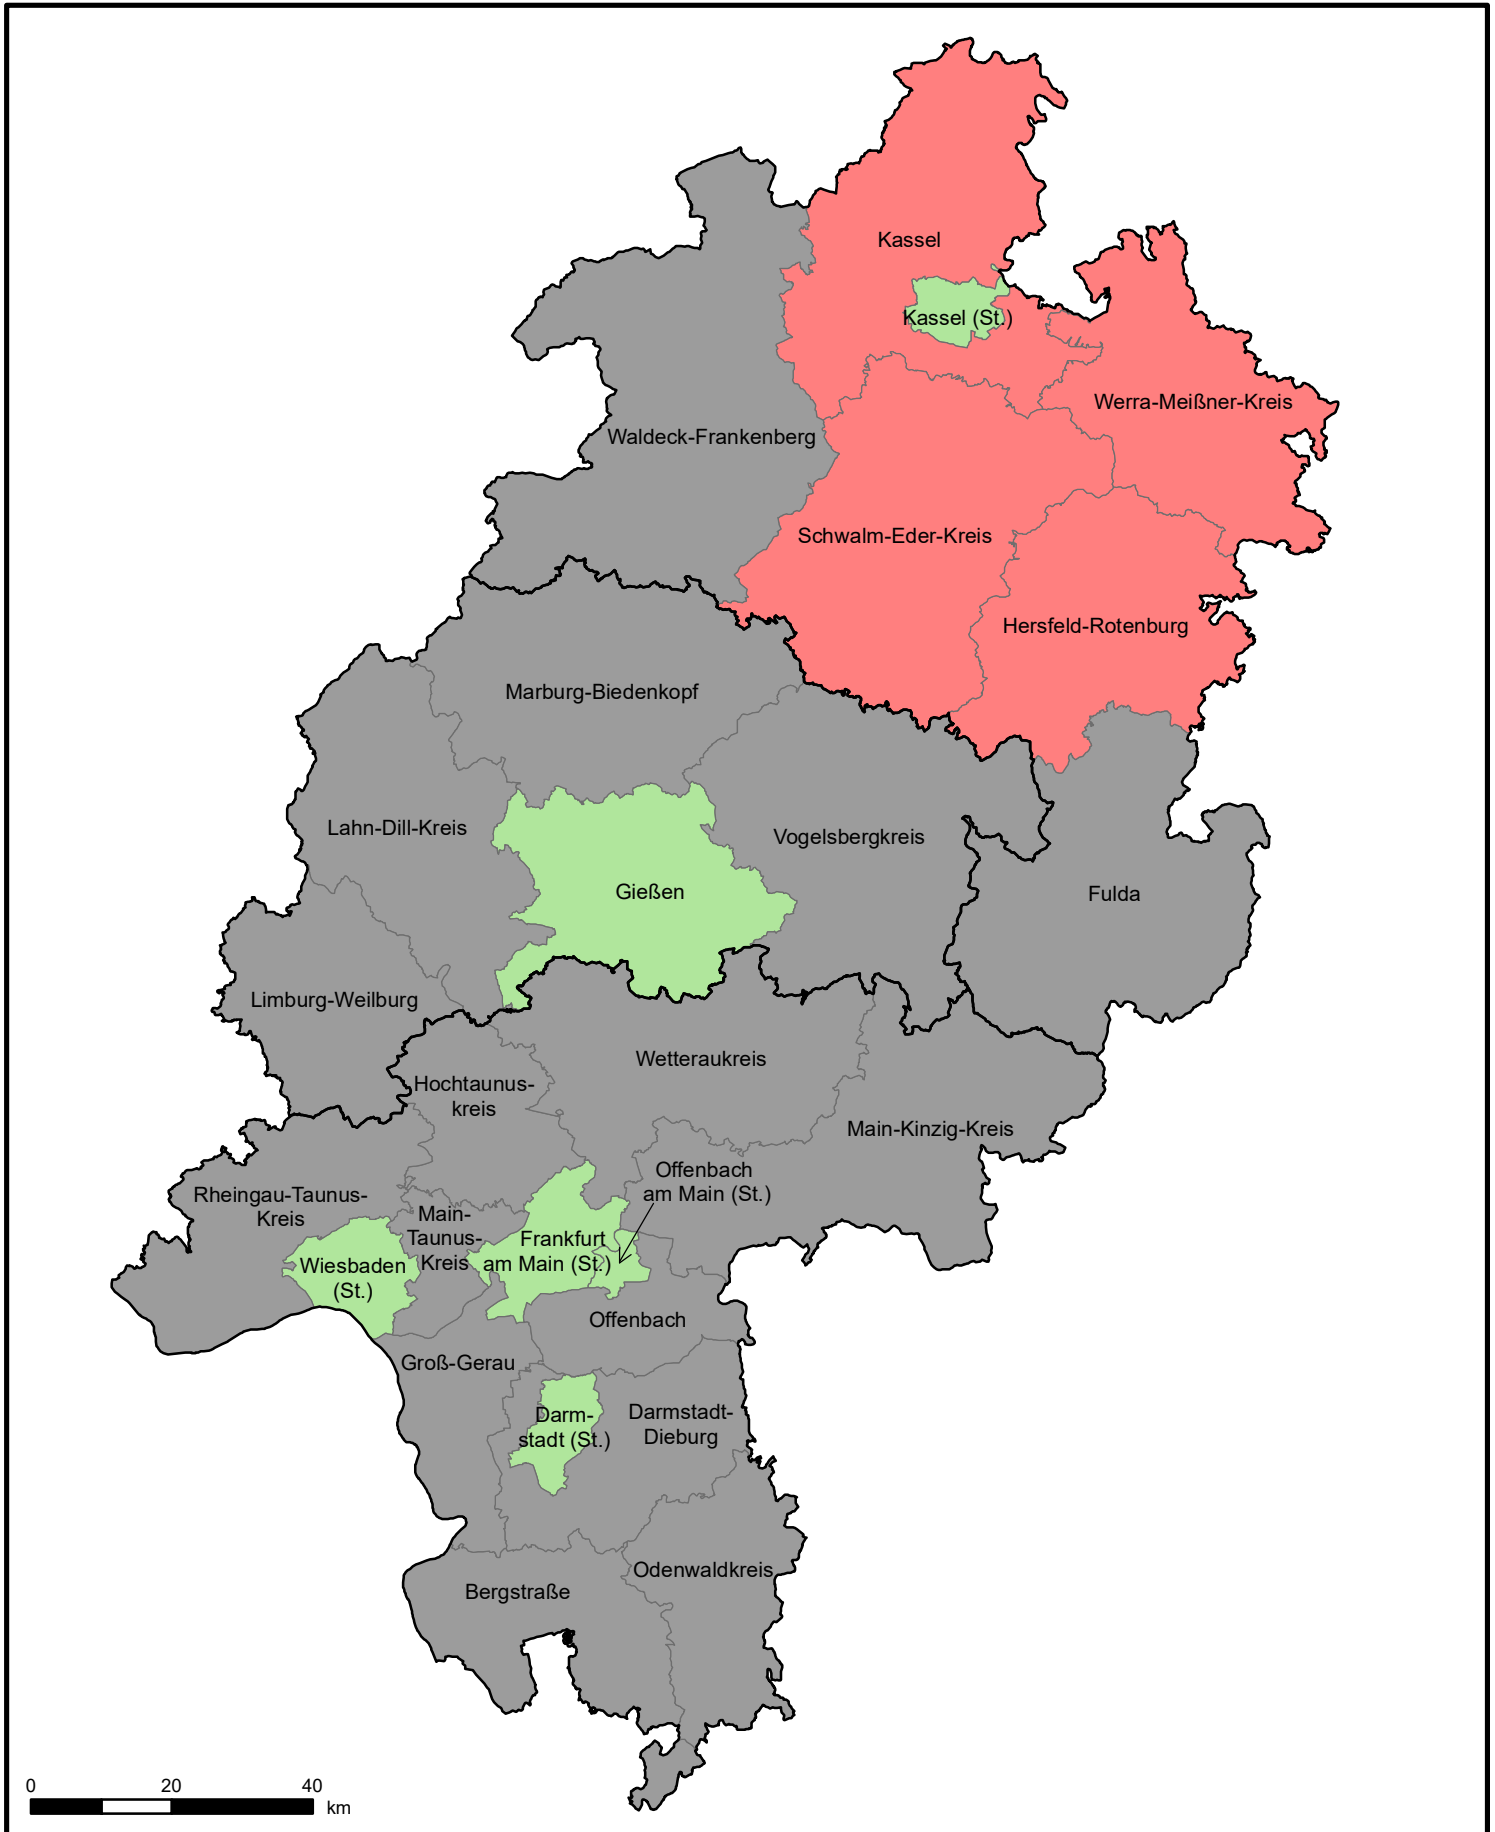 Kassel
Kassel (St.)
Werra-Meißner-Kreis
Waldeck-Frankenberg
Schwalm-Eder-Kreis
Hersfeld-Rotenburg
Marburg-Biedenkopf
Lahn-Dill-Kreis
Vogelsbergkreis
Gießen
Fulda
Limburg-Weilburg
Wetteraukreis
Hochtaunus-
kreis
Main-Kinzig-Kreis
Offenbach
am Main (St.)
Rheingau-Taunus-
Kreis
Main-
Taunus-
Kreis
Frankfurt
am Main (St.)
Wiesbaden
(St.)
Offenbach
Groß-Gerau
Darm-
stadt (St.)
Darmstadt-
Dieburg
Odenwaldkreis
Bergstraße
0 20 40
km